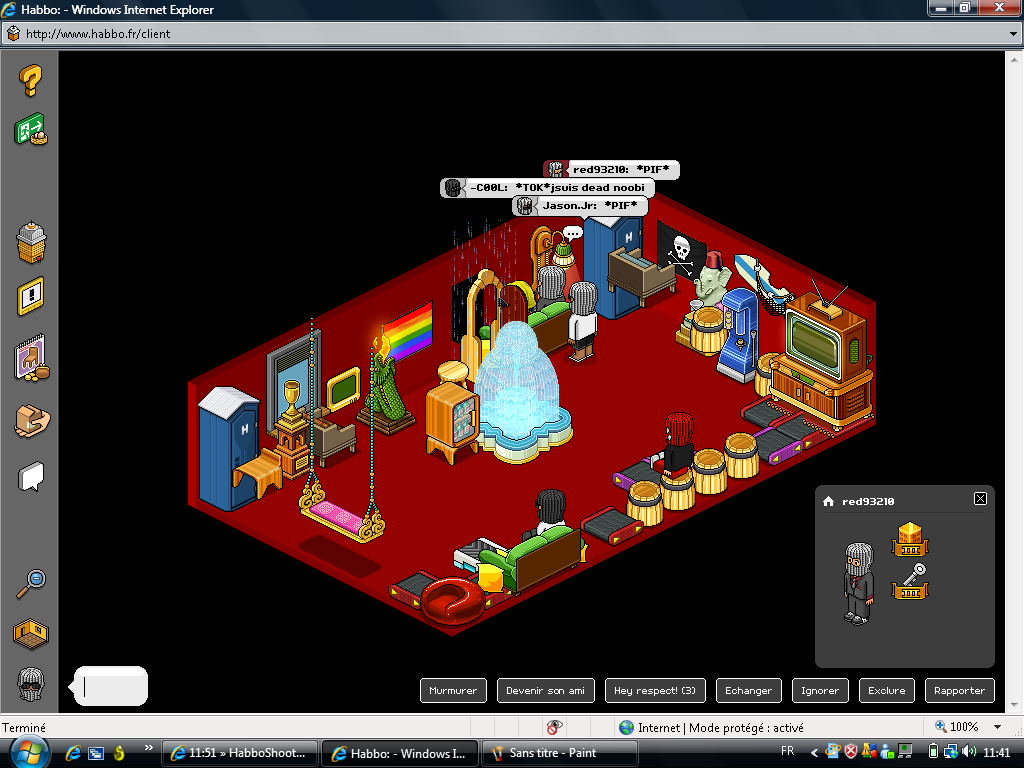 Habbo: - Windows Internet Explorer
http://www.habbo.fr/client
red93210: *PIF*
-C00L: *TOK*jsuis dead noobi
Jason.Jr: *PIF*
H
H
red93210
Murmurer
Devenir son ami
Hey respect! (3)
Echanger
Ignorer
Exclure
Rapporter
Terminé
Internet | Mode protégé : activé
100%
11:51 » HabboShoot...
Habbo: - Windows I...
Sans titre - Paint
FR
11:41